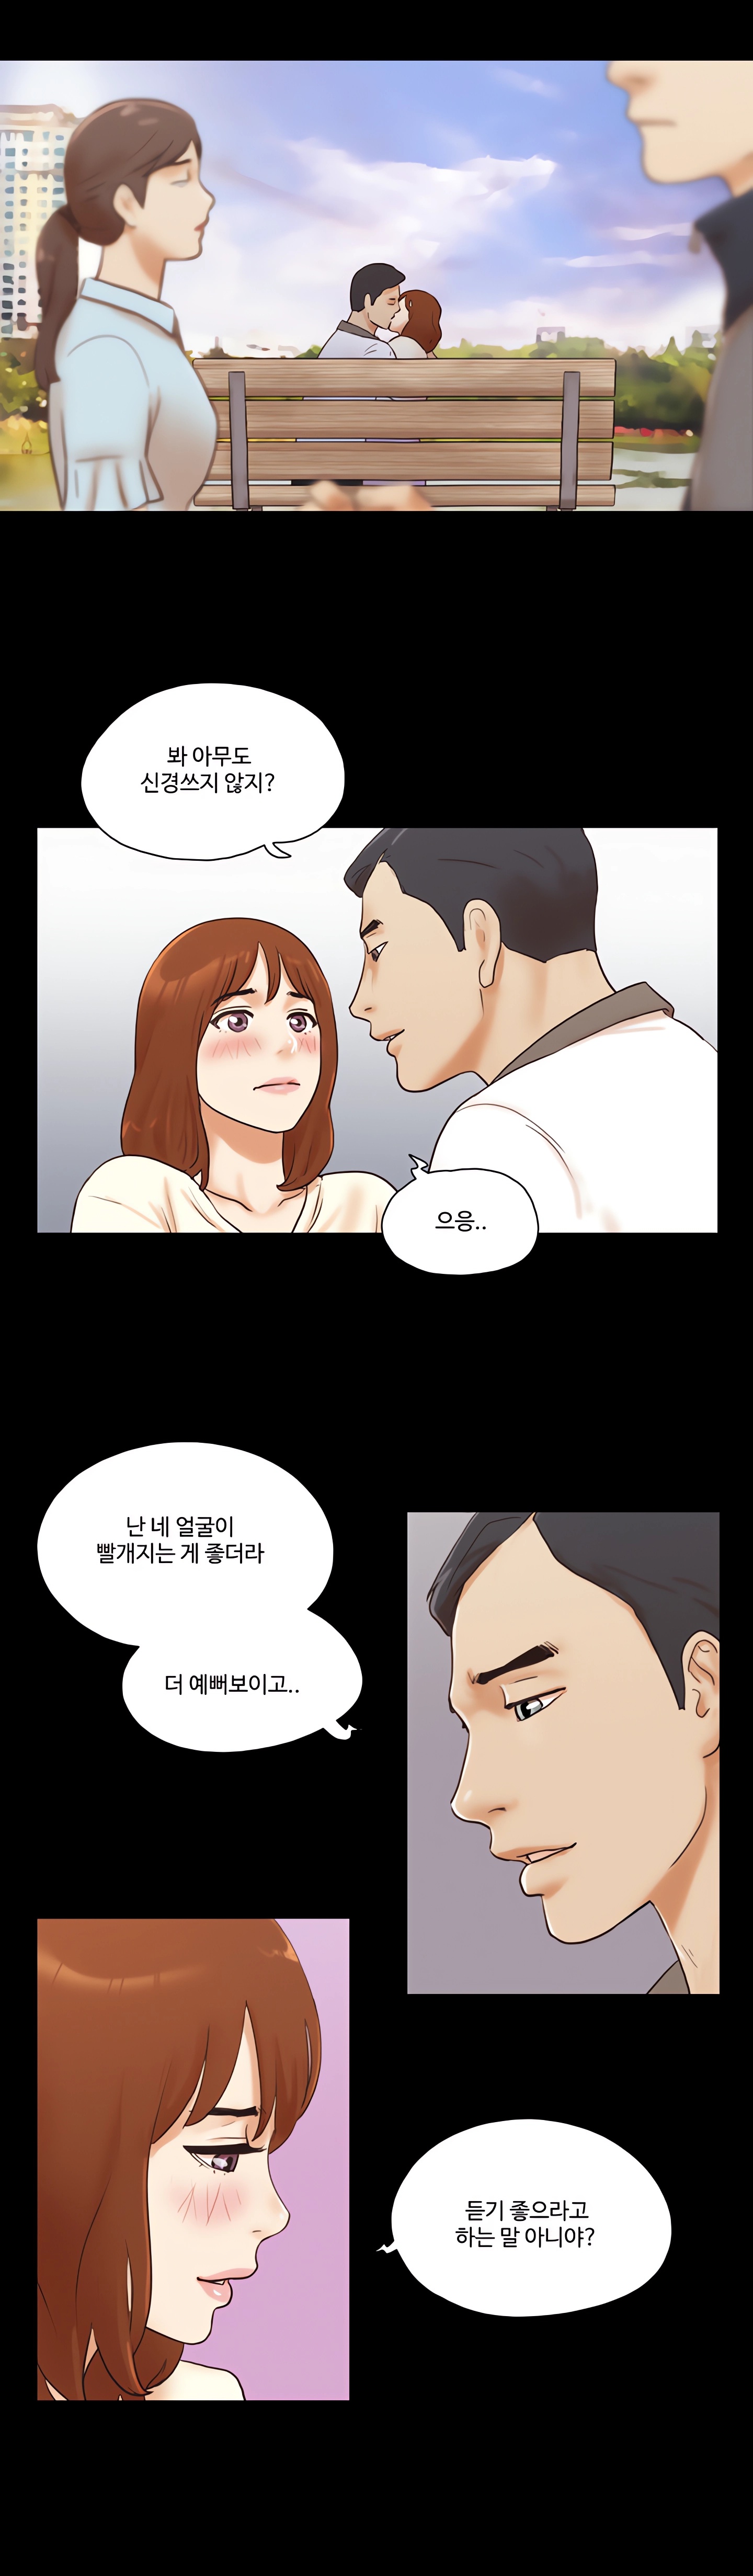 봐 아무도
신경쓰지 않지?
으응..
난 네 얼굴이
빨개지는 게 좋더라
더 예뻐보이고..
듣기 좋으라고
하는 말 아니야?